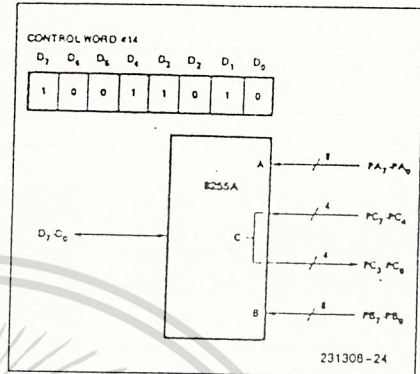 CONTROL WORD #14
D7 D6 D5 D4 D3 D2 D1 D0
1 0 0 1 1 0 1 0
8255A
A
8
PA7-PA0
4
PC7-PC4
C
4
PC3-PC0
D7-D0
B
8
PB7-PB0
231308-24